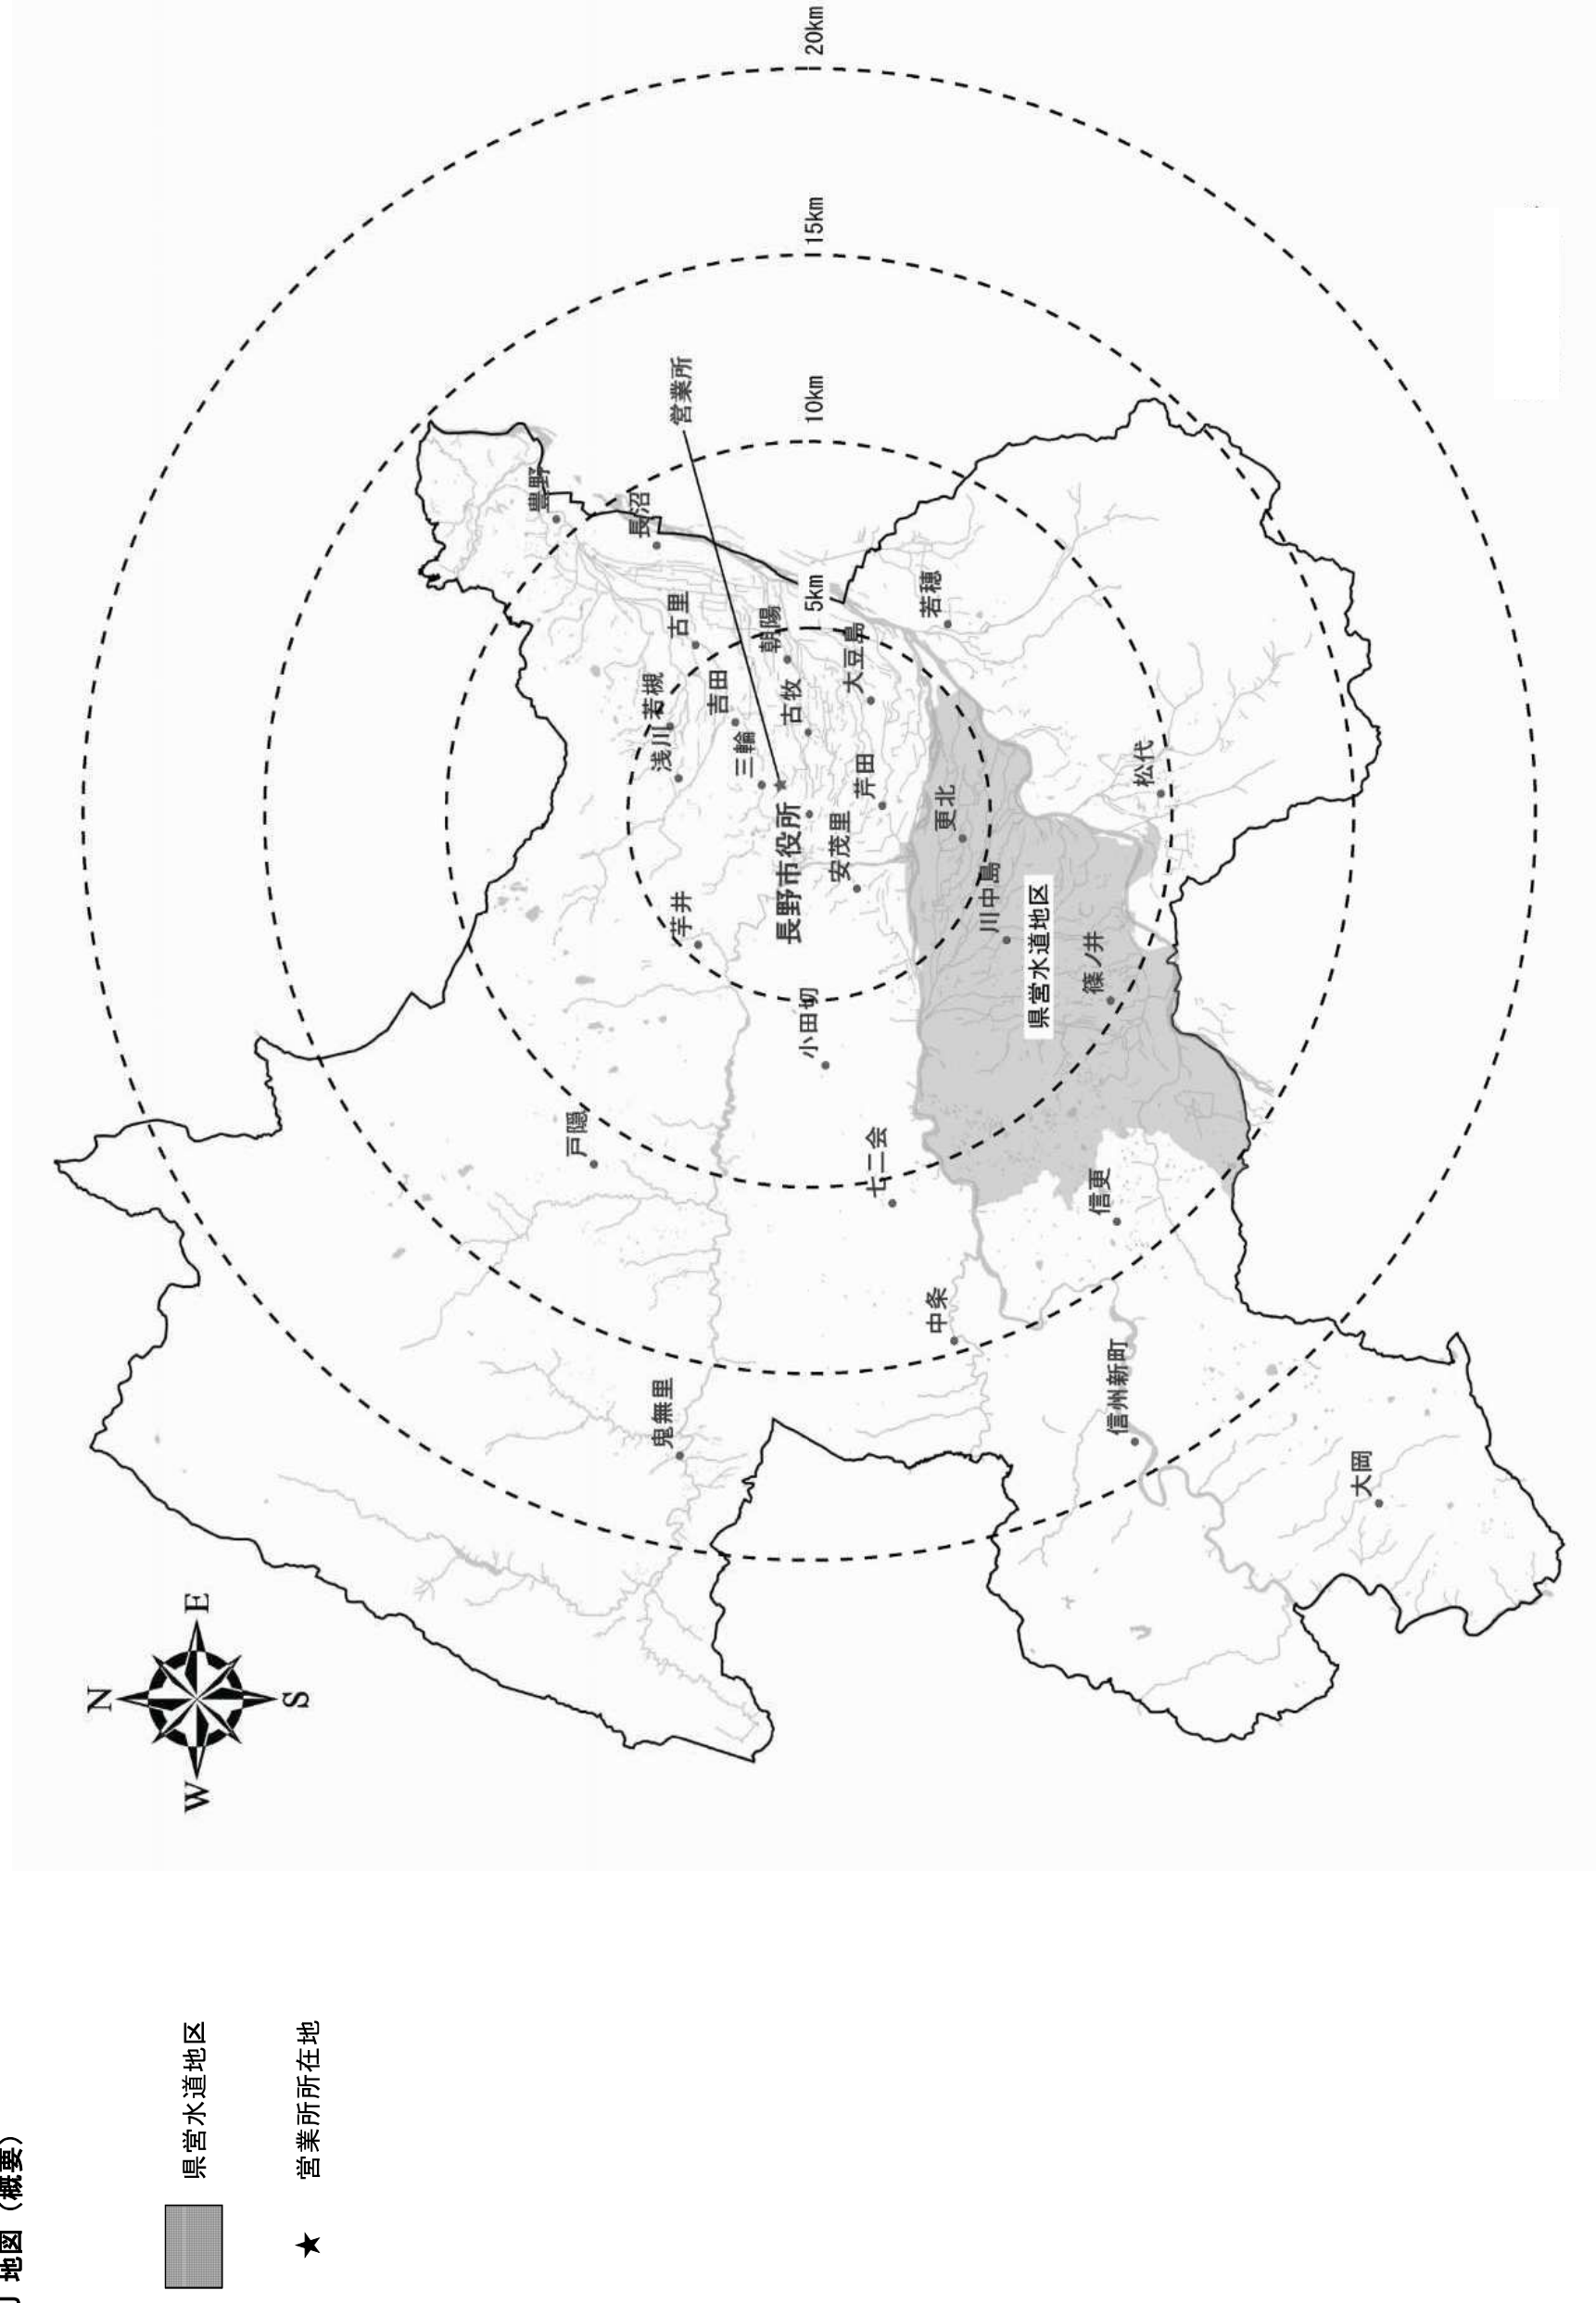 地図（概要）
県営水道地区
営業所所在地
N
W
E
S
20km
15km
10km
5km
営業所
豊野
長沼
古里
若槻
浅川
吉田
朝陽
三輪
古牧
大豆島
若穂
長野市役所
芹田
安茂里
更北
松代
芋井
川中島
県営水道地区
篠ノ井
小田切
戸隠
七二会
信更
中条
鬼無里
信州新町
大岡